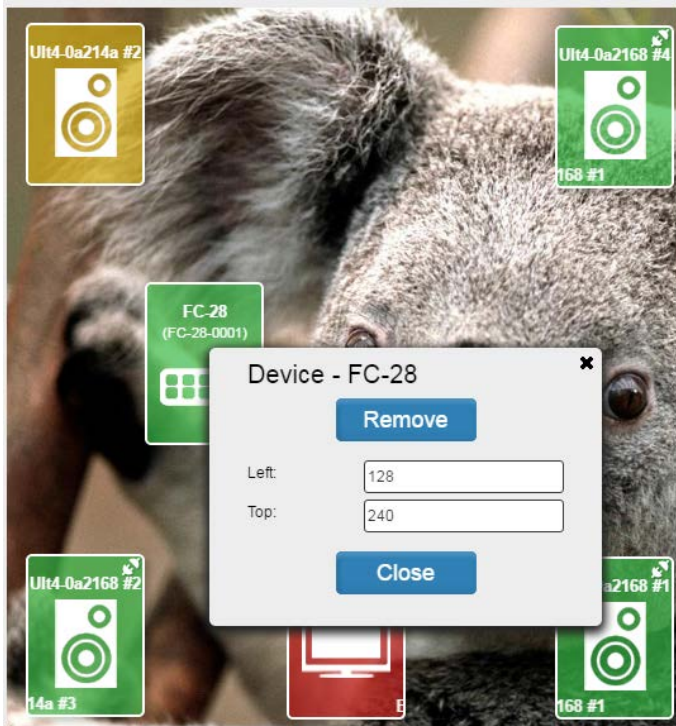 Ult4-0a214a #2
Ult4-0a2168 #4
168 #1
FC-28
(FC-28-0001)
Device - FC-28
Remove
Left:
128
Top:
240
Close
Ult4-0a2168 #2
14a #3
a2168 #1
168 #1